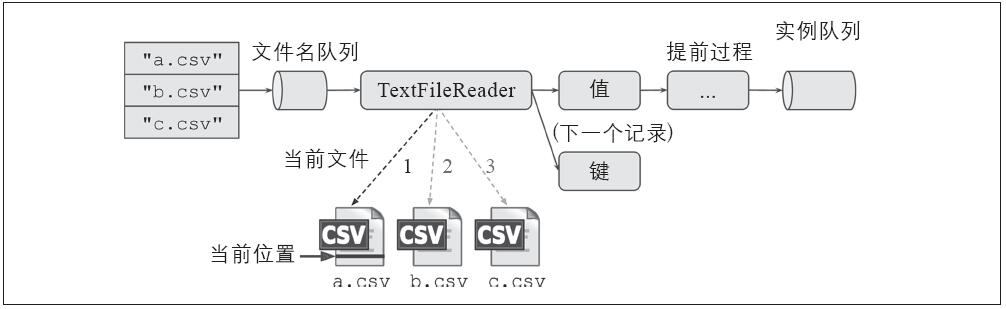 "a.csv"
"b.csv"
"c.csv"
文件名队列
TextFileReader
值
提前过程
...
实例队列
(下一个记录)
键
当前文件
1
2
3
CSV
CSV
CSV
当前位置
a.csv
b.csv
c.csv